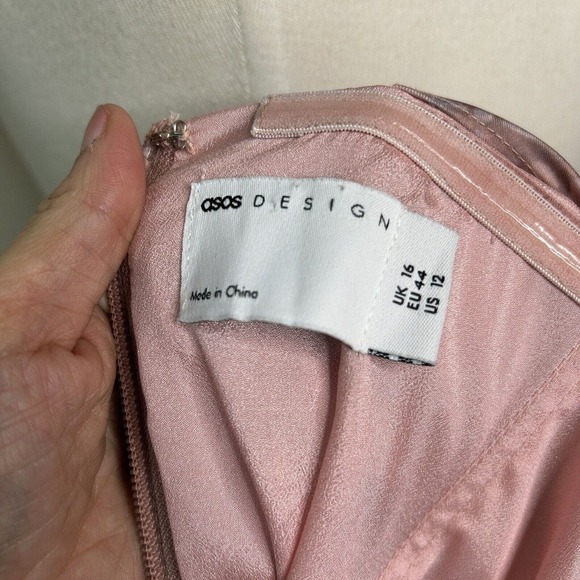 asos DESIGN
Made in China
UK 16
EU 44
US 12